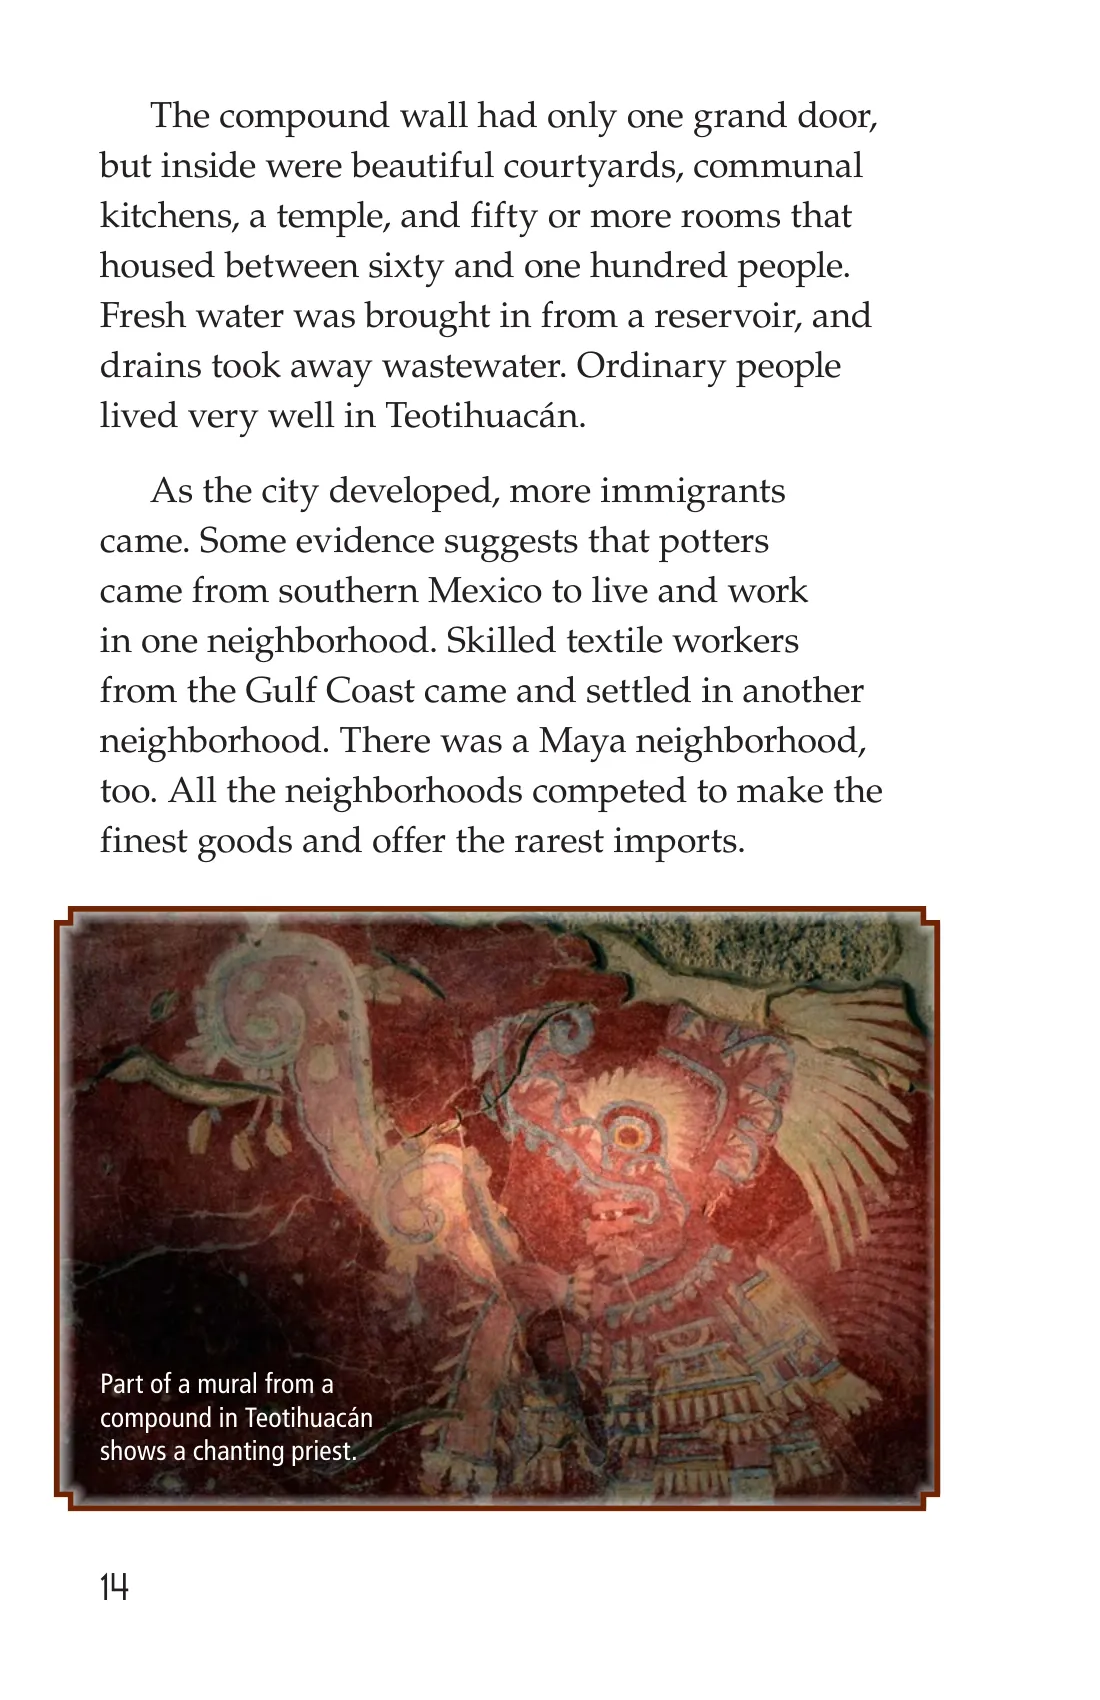 The compound wall had only one grand door,
but inside were beautiful courtyards, communal
kitchens, a temple, and fifty or more rooms that
housed between sixty and one hundred people.
Fresh water was brought in from a reservoir, and
drains took away wastewater. Ordinary people
lived very well in Teotihuacán.
As the city developed, more immigrants
came. Some evidence suggests that potters
came from southern Mexico to live and work
in one neighborhood. Skilled textile workers
from the Gulf Coast came and settled in another
neighborhood. There was a Maya neighborhood,
too. All the neighborhoods competed to make the
finest goods and offer the rarest imports.
Part of a mural from a
compound in Teotihuacán
shows a chanting priest.
14